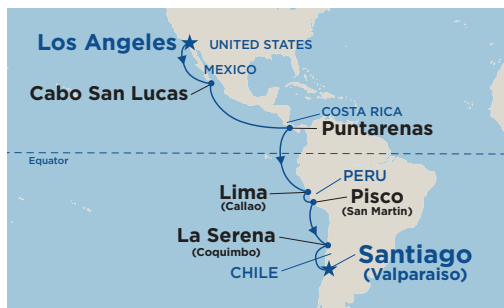 Los Angeles
UNITED STATES
MEXICO
Cabo San Lucas
COSTA RICA
Puntarenas
Equator
PERU
Lima
(Callao)
Pisco
(San Martin)
La Serena
(Coquimbo)
Santiago
(Valparaiso)
CHILE